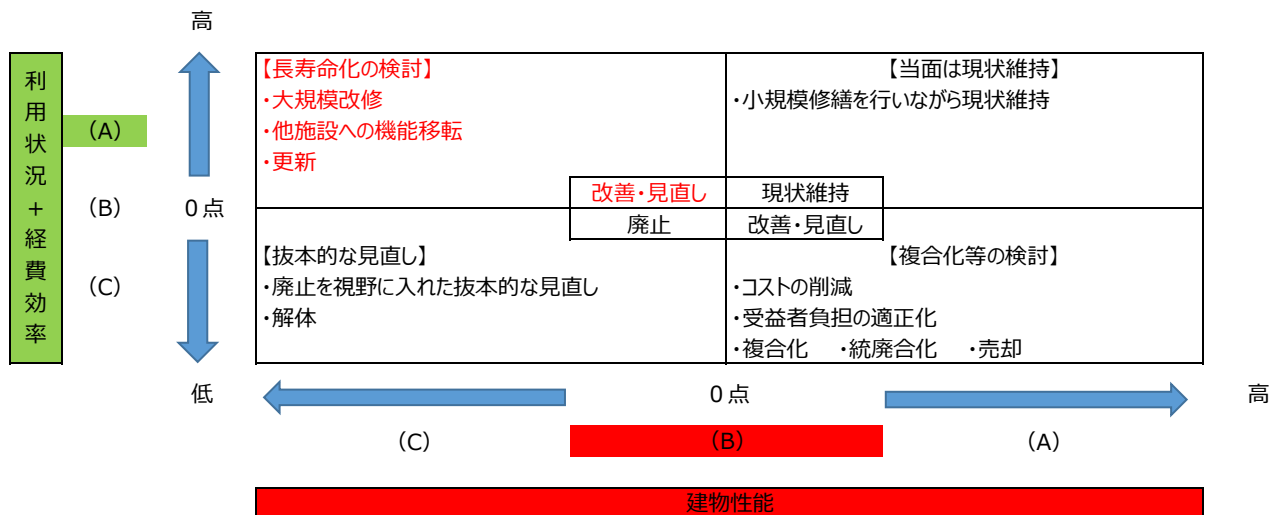 高
利用状況+経費効率
(A)
(B)
(C)
0点
低
【長寿命化の検討】
・大規模改修
・他施設への機能移転
・更新
【当面は現状維持】
・小規模修繕を行いながら現状維持
改善・見直し
現状維持
廃止
改善・見直し
【抜本的な見直し】
・廃止を視野に入れた抜本的な見直し
・解体
【複合化等の検討】
・コストの削減
・受益者負担の適正化
・複合化 ・統廃合化 ・売却
0点
高
(C)
(B)
(A)
建物性能